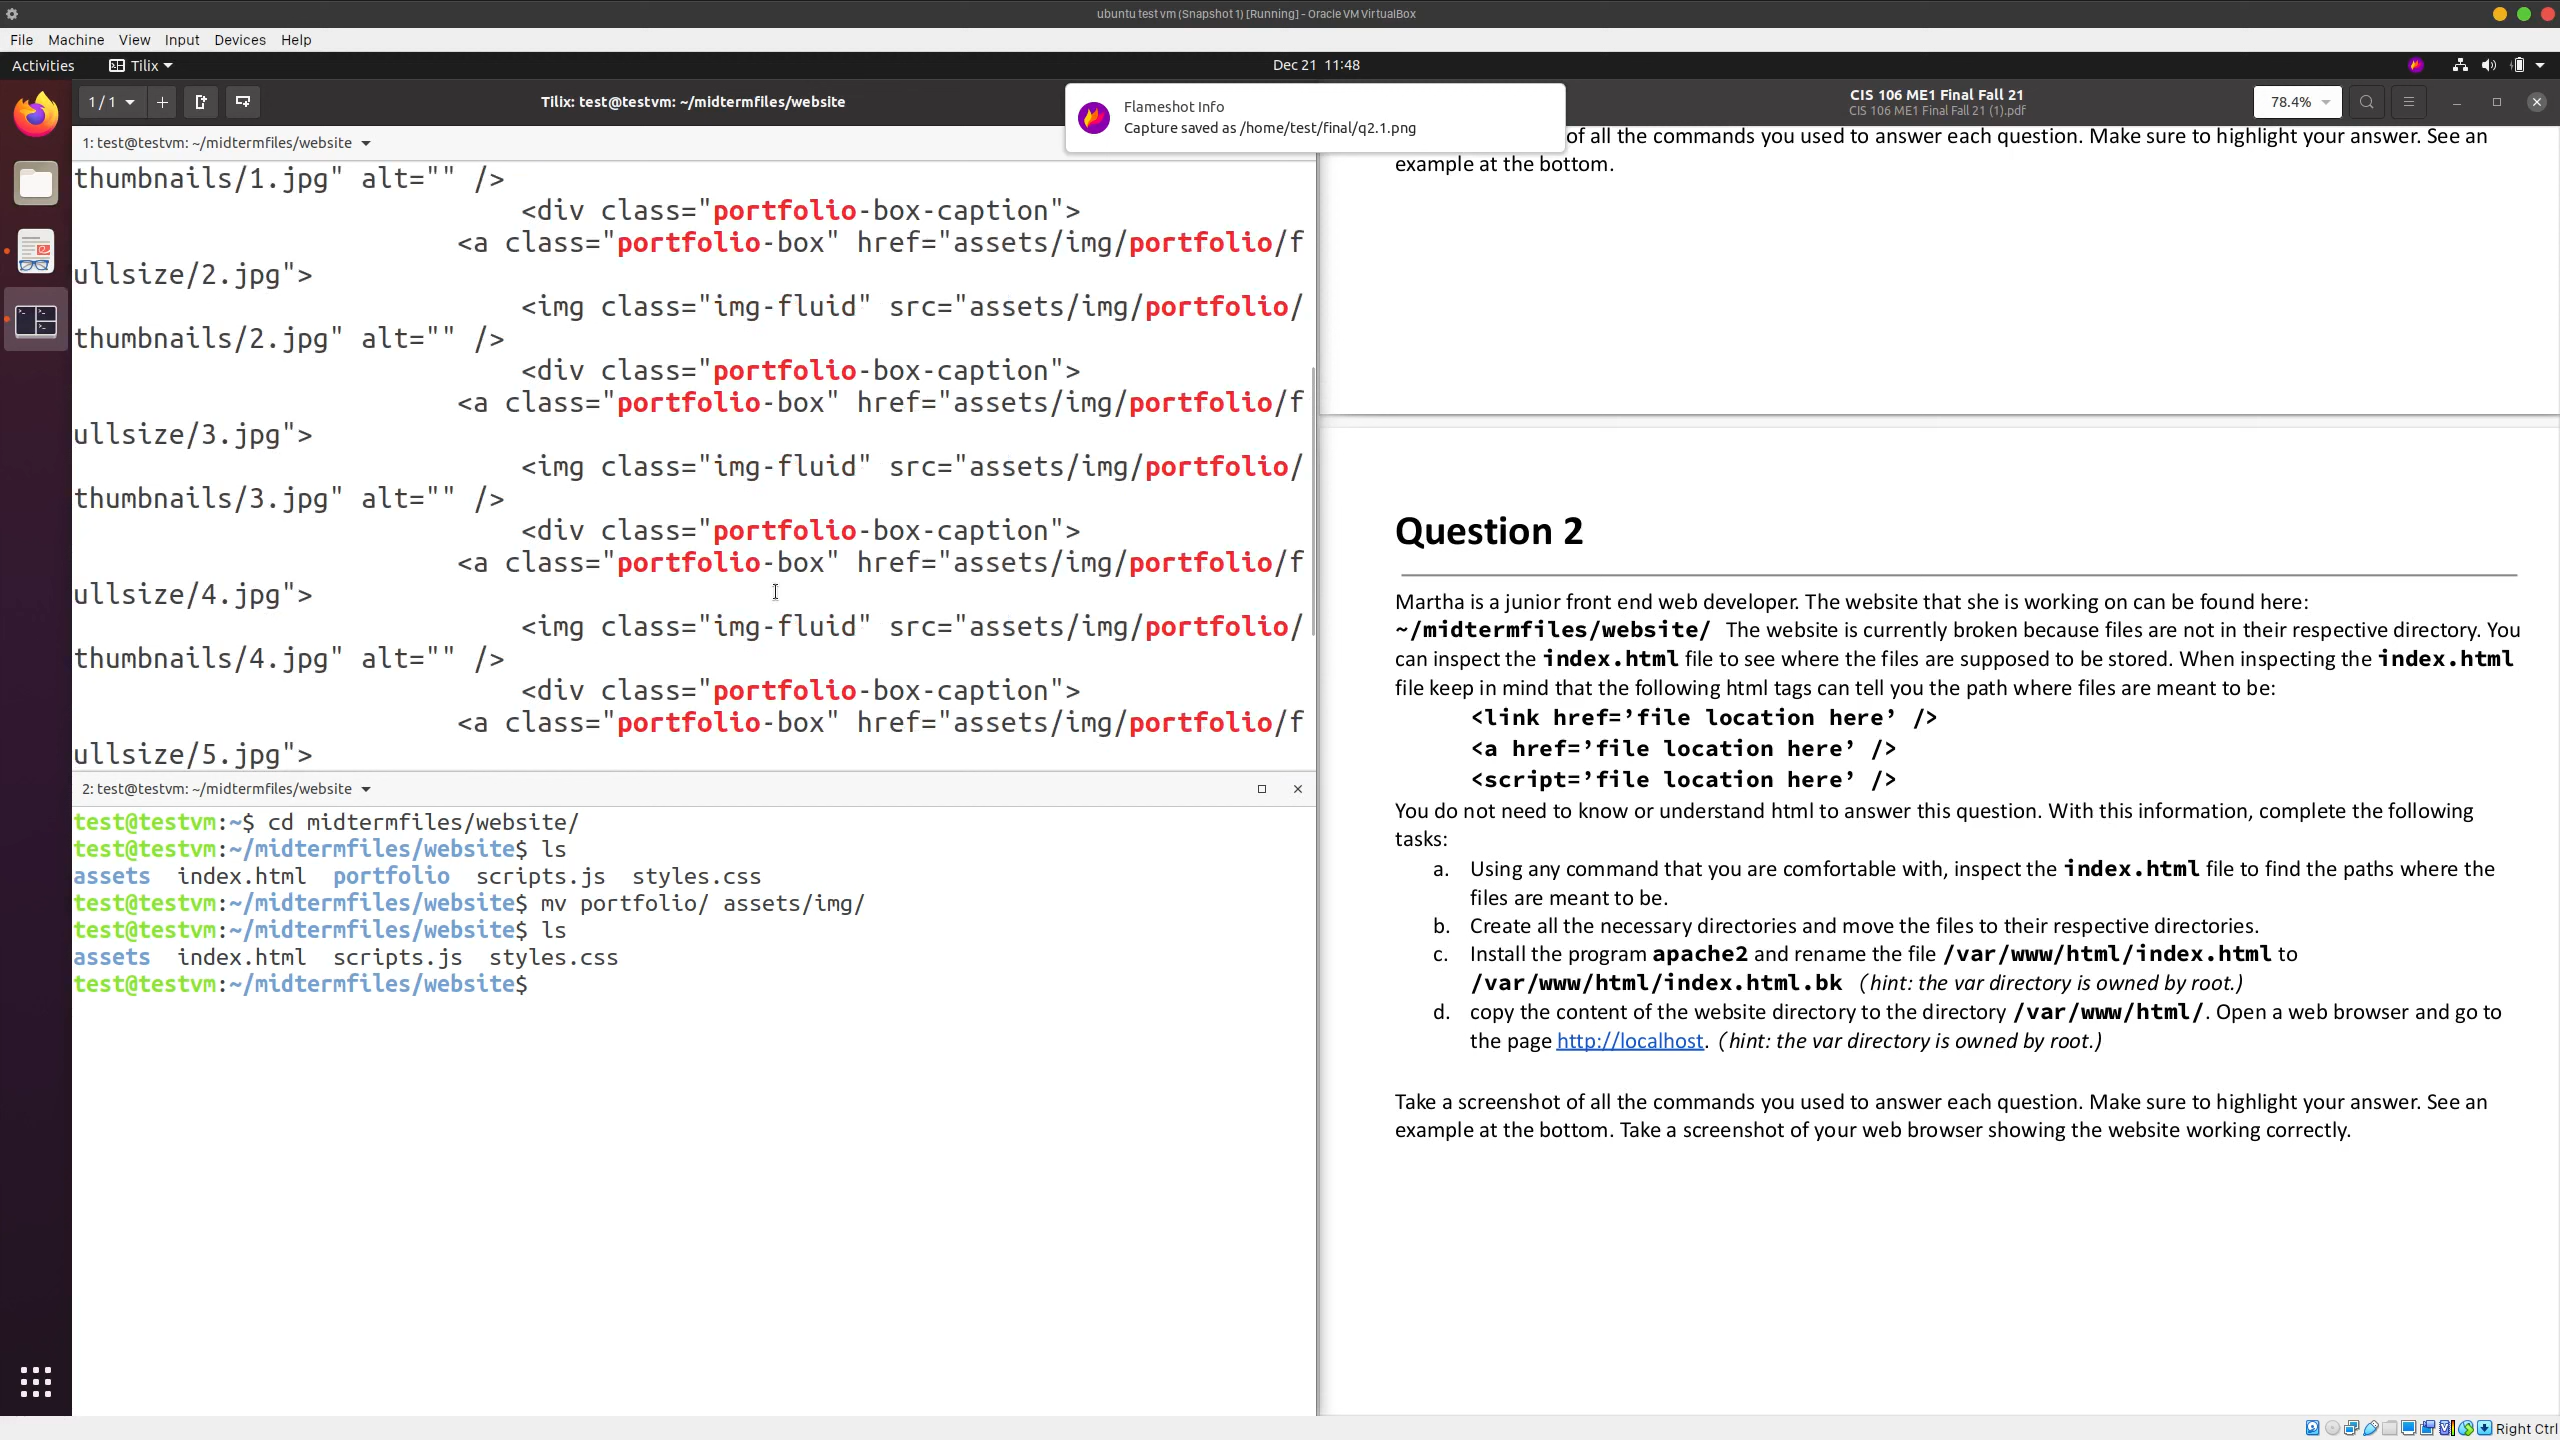 ubuntu test vm (Snapshot 1) [Running] - Oracle VM VirtualBox
File Machine View Input Devices Help
Activities Tilix Dec 21 11:48
1 / 1 Tilix: test@testvm: ~/midtermfiles/website
1: test@testvm: ~/midtermfiles/website
thumbnails/1.jpg" alt="" />
<div class="portfolio-box-caption">
<a class="portfolio-box" href="assets/img/portfolio/f
ullsize/2.jpg">
<img class="img-fluid" src="assets/img/portfolio/
thumbnails/2.jpg" alt="" />
<div class="portfolio-box-caption">
<a class="portfolio-box" href="assets/img/portfolio/f
ullsize/3.jpg">
<img class="img-fluid" src="assets/img/portfolio/
thumbnails/3.jpg" alt="" />
<div class="portfolio-box-caption">
<a class="portfolio-box" href="assets/img/portfolio/f
ullsize/4.jpg">
<img class="img-fluid" src="assets/img/portfolio/
thumbnails/4.jpg" alt="" />
<div class="portfolio-box-caption">
<a class="portfolio-box" href="assets/img/portfolio/f
ullsize/5.jpg">
2: test@testvm: ~/midtermfiles/website
test@testvm:~$ cd midtermfiles/website/
test@testvm:~/midtermfiles/website$ ls
assets index.html portfolio scripts.js styles.css
test@testvm:~/midtermfiles/website$ mv portfolio/ assets/img/
test@testvm:~/midtermfiles/website$ ls
assets index.html scripts.js styles.css
test@testvm:~/midtermfiles/website$
Flameshot Info
Capture saved as /home/test/final/q2.1.png
CIS 106 ME1 Final Fall 21
CIS 106 ME1 Final Fall 21 (1).pdf
78.4%
of all the commands you used to answer each question. Make sure to highlight your answer. See an
example at the bottom.
Question 2
Martha is a junior front end web developer. The website that she is working on can be found here:
~/midtermfiles/website/ The website is currently broken because files are not in their respective directory. You
can inspect the index.html file to see where the files are supposed to be stored. When inspecting the index.html
file keep in mind that the following html tags can tell you the path where files are meant to be:
<link href=’file location here’ />
<a href=’file location here’ />
<script=’file location here’ />
You do not need to know or understand html to answer this question. With this information, complete the following
tasks:
a. Using any command that you are comfortable with, inspect the index.html file to find the paths where the
files are meant to be.
b. Create all the necessary directories and move the files to their respective directories.
c. Install the program apache2 and rename the file /var/www/html/index.html to
/var/www/html/index.html.bk (hint: the var directory is owned by root.)
d. copy the content of the website directory to the directory /var/www/html/. Open a web browser and go to
the page http://localhost. (hint: the var directory is owned by root.)
Take a screenshot of all the commands you used to answer each question. Make sure to highlight your answer. See an
example at the bottom. Take a screenshot of your web browser showing the website working correctly.
Right Ctrl